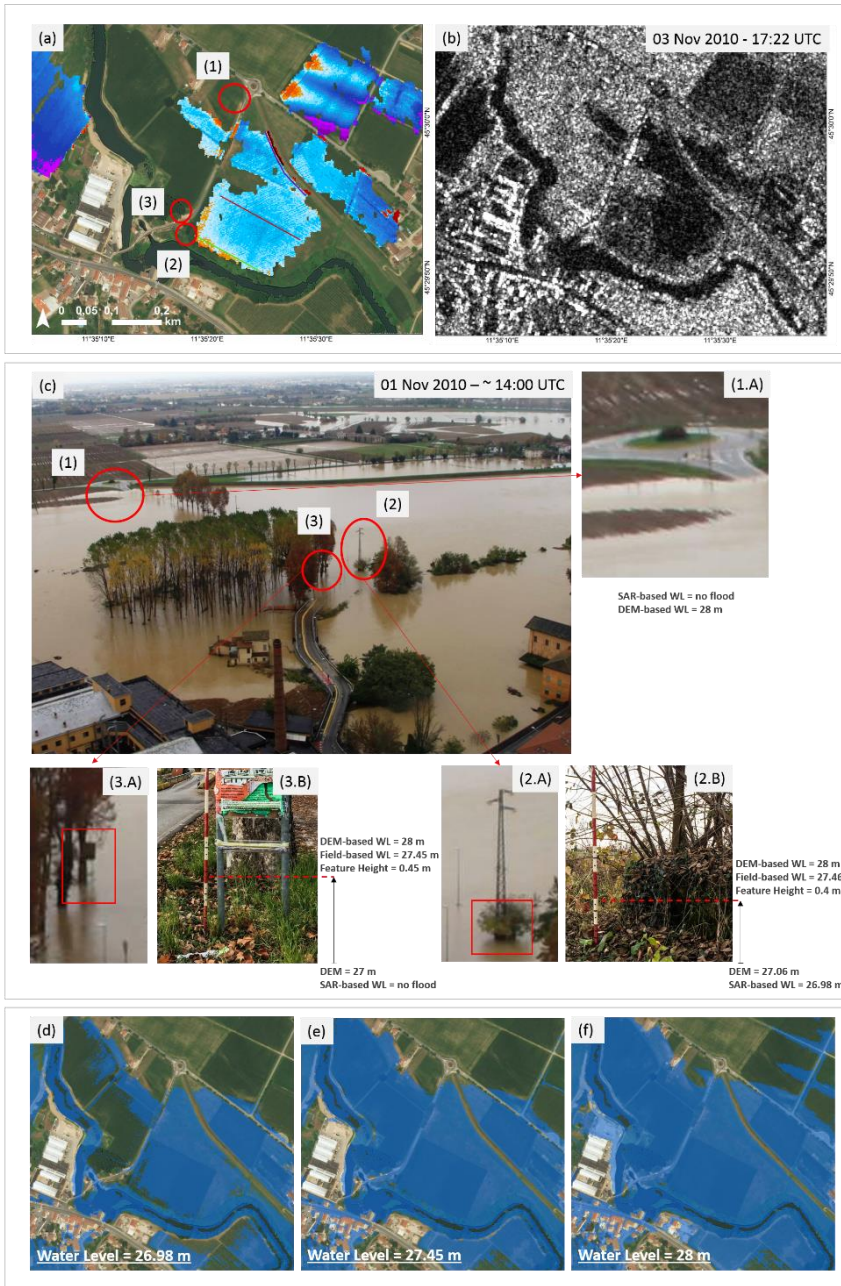 (a)
(1)
(3)
(2)
0 0.05 0.1 0.2
km
45°30'0"N
45°29'50"N
11°35'10"E 11°35'20"E 11°35'30"E
(b)
03 Nov 2010 - 17:22 UTC
45°30'0"N
45°29'50"N
11°35'10"E 11°35'20"E 11°35'30"E
(c)
01 Nov 2010 – ~ 14:00 UTC
(1)
(3)
(2)
(1.A)
SAR-based WL = no flood
DEM-based WL = 28 m
(3.A)
(3.B)
DEM-based WL = 28 m
Field-based WL = 27.45 m
Feature Height = 0.45 m
DEM = 27 m
SAR-based WL = no flood
(2.A)
(2.B)
DEM-based WL = 28 m
Field-based WL = 27.46
Feature Height = 0.4 m
DEM = 27.06 m
SAR-based WL = 26.98 m
(d)
Water Level = 26.98 m
(e)
Water Level = 27.45 m
(f)
Water Level = 28 m